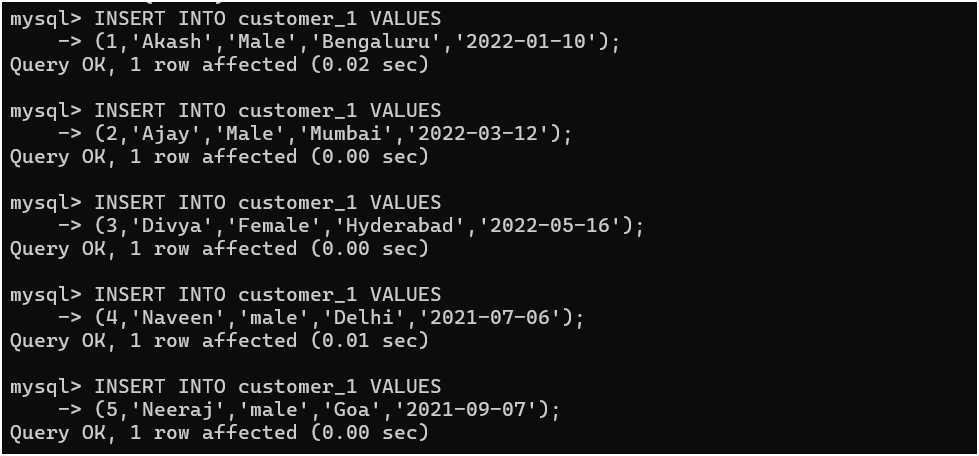 mysql> INSERT INTO customer_1 VALUES
    -> (1,'Akash','Male','Bengaluru','2022-01-10');
Query OK, 1 row affected (0.02 sec)
mysql> INSERT INTO customer_1 VALUES
    -> (2,'Ajay','Male','Mumbai','2022-03-12');
Query OK, 1 row affected (0.00 sec)
mysql> INSERT INTO customer_1 VALUES
    -> (3,'Divya','Female','Hyderabad','2022-05-16');
Query OK, 1 row affected (0.00 sec)
mysql> INSERT INTO customer_1 VALUES
    -> (4,'Naveen','male','Delhi','2021-07-06');
Query OK, 1 row affected (0.01 sec)
mysql> INSERT INTO customer_1 VALUES
    -> (5,'Neeraj','male','Goa','2021-09-07');
Query OK, 1 row affected (0.00 sec)